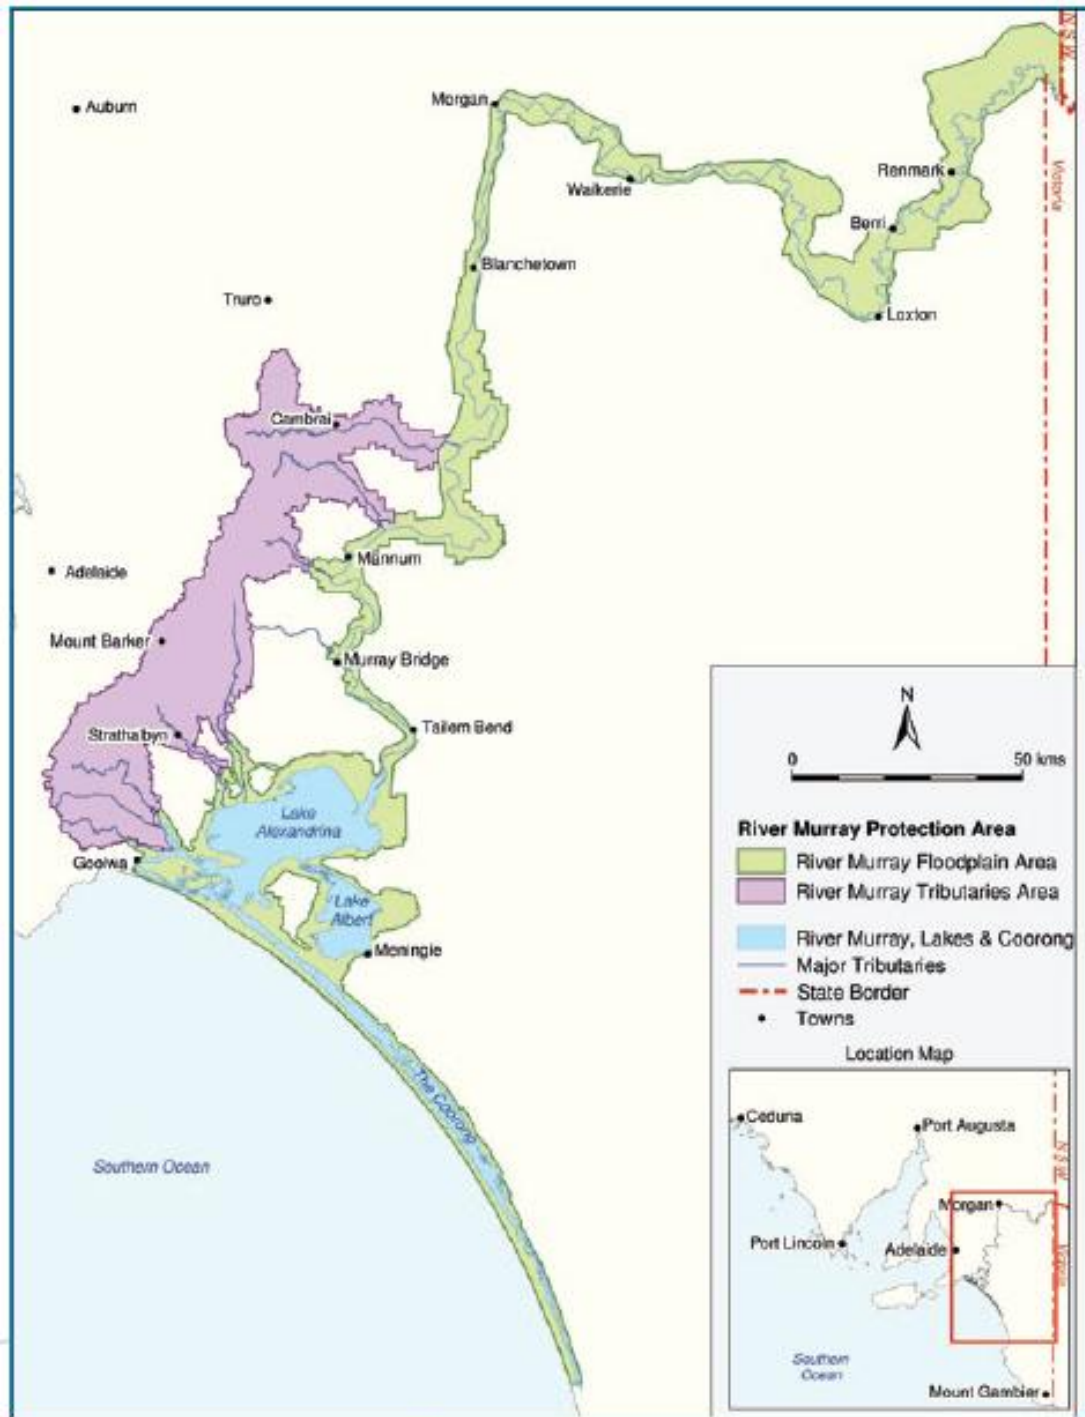 NSW
Auburn
Morgan
Renmark
Victoria
Waikerie
Berri
Blanchetown
Truro
Loxton
Cambrai
Mannum
Adelaide
Mount Barker
Murray Bridge
Strathalbyn
Tailem Bend
Lake
Alexandrina
Goolwa
Lake
Albert
Meningie
The Coorong
Southern Ocean
N
0 50 kms
River Murray Protection Area
River Murray Floodplain Area
River Murray Tributaries Area
River Murray, Lakes & Coorong
Major Tributaries
State Border
Towns
Location Map
Ceduna
Port Augusta
NSW
Morgan
Port Lincoln
Adelaide
Victoria
Southern
Ocean
Mount Gambier